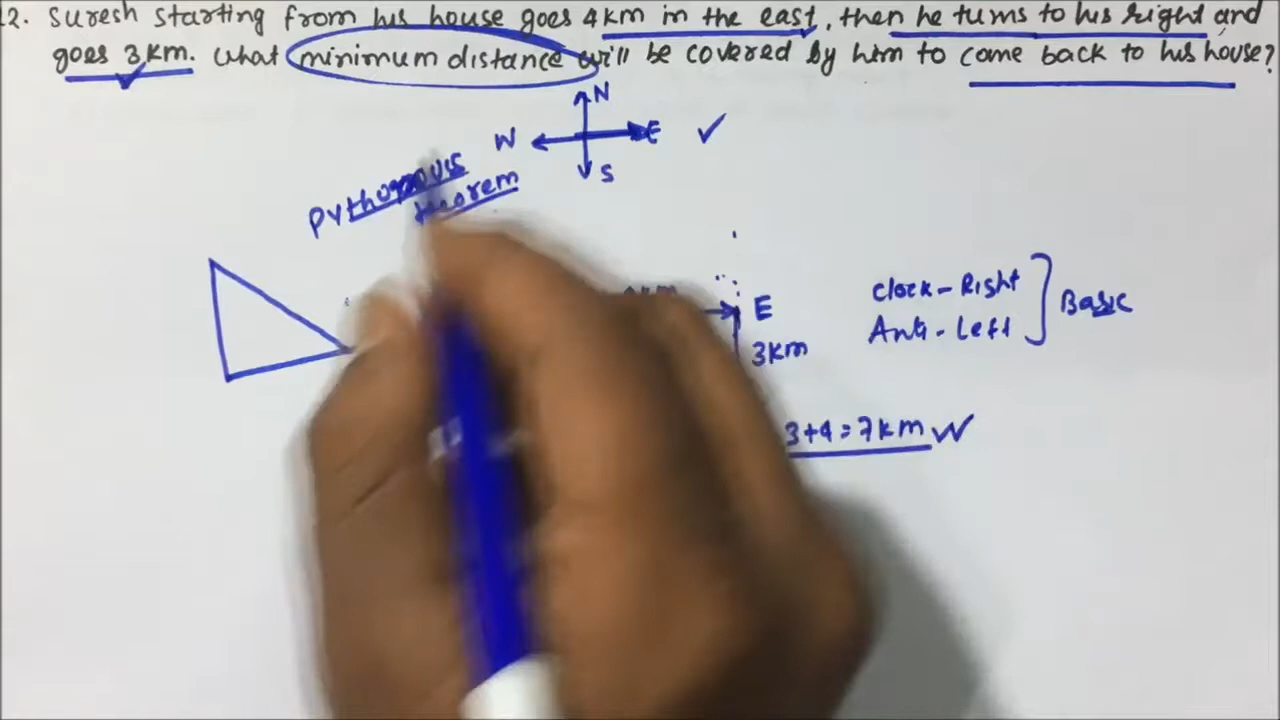 12. Suresh starting from his house goes 4km in the east, then he turns to his right and
goes 3km. What minimum distance will be covered by him to come back to his house?
N
W E
S
theorem
E
3km
Clock-Right
Anti-Left
Basic
3+4=7km